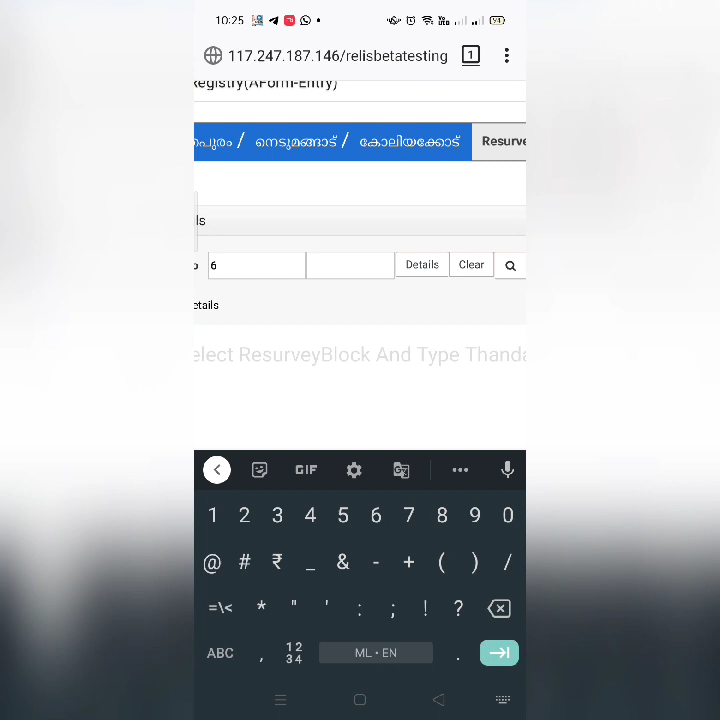 10:25
94
117.247.187.146/relisbetatesting 1
Registry(AForm-Entry)
പുരം / നെടുമങ്ങാട് / കോലിയക്കോട് Resurve
ls
6 Details Clear
etails
elect ResurveyBlock And Type Thanda
GIF
1 2 3 4 5 6 7 8 9 0
@ # ₹ _ & - + ( ) /
=\< * " ' : ; ! ?
ABC , 12 34 ML • EN .